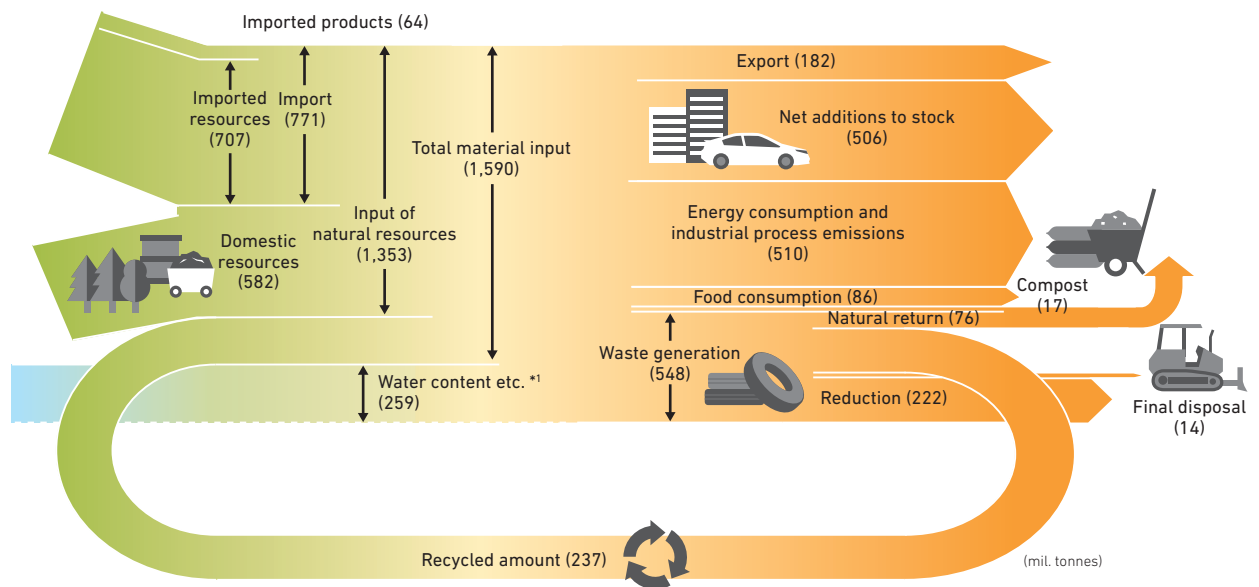 Imported products (64)
Imported
resources
(707)
Import
(771)
Total material input
(1,590)
Input of
natural resources
(1,353)
Domestic
resources
(582)
Water content etc. *1
(259)
Export (182)
Net additions to stock
(506)
Energy consumption and
industrial process emissions
(510)
Food consumption (86)
Compost
(17)
Natural return (76)
Waste generation
(548)
Reduction (222)
Final disposal
(14)
Recycled amount (237)
(mil. tonnes)